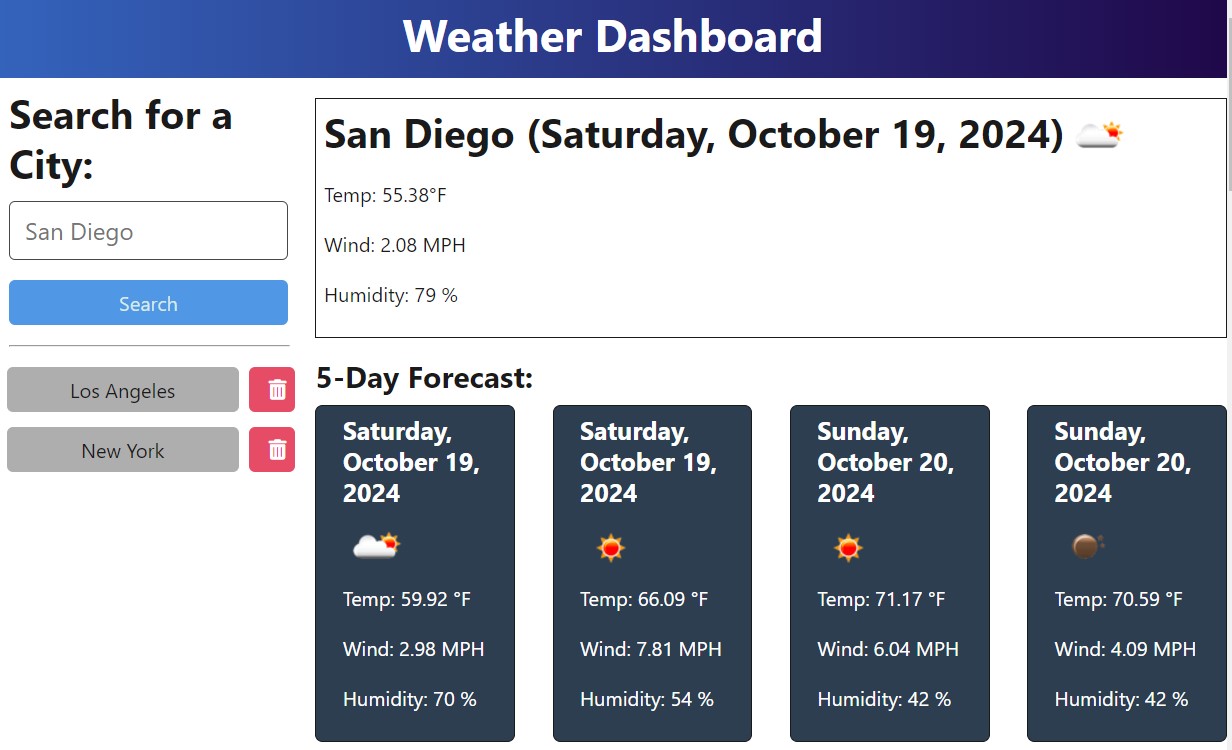 Weather Dashboard
Search for a
City:
San Diego
Search
Los Angeles
New York
San Diego (Saturday, October 19, 2024)
Temp: 55.38°F
Wind: 2.08 MPH
Humidity: 79 %
5-Day Forecast:
Saturday,
October 19,
2024
Temp: 59.92 °F
Wind: 2.98 MPH
Humidity: 70 %
Saturday,
October 19,
2024
Temp: 66.09 °F
Wind: 7.81 MPH
Humidity: 54 %
Sunday,
October 20,
2024
Temp: 71.17 °F
Wind: 6.04 MPH
Humidity: 42 %
Sunday,
October 20,
2024
Temp: 70.59 °F
Wind: 4.09 MPH
Humidity: 42 %